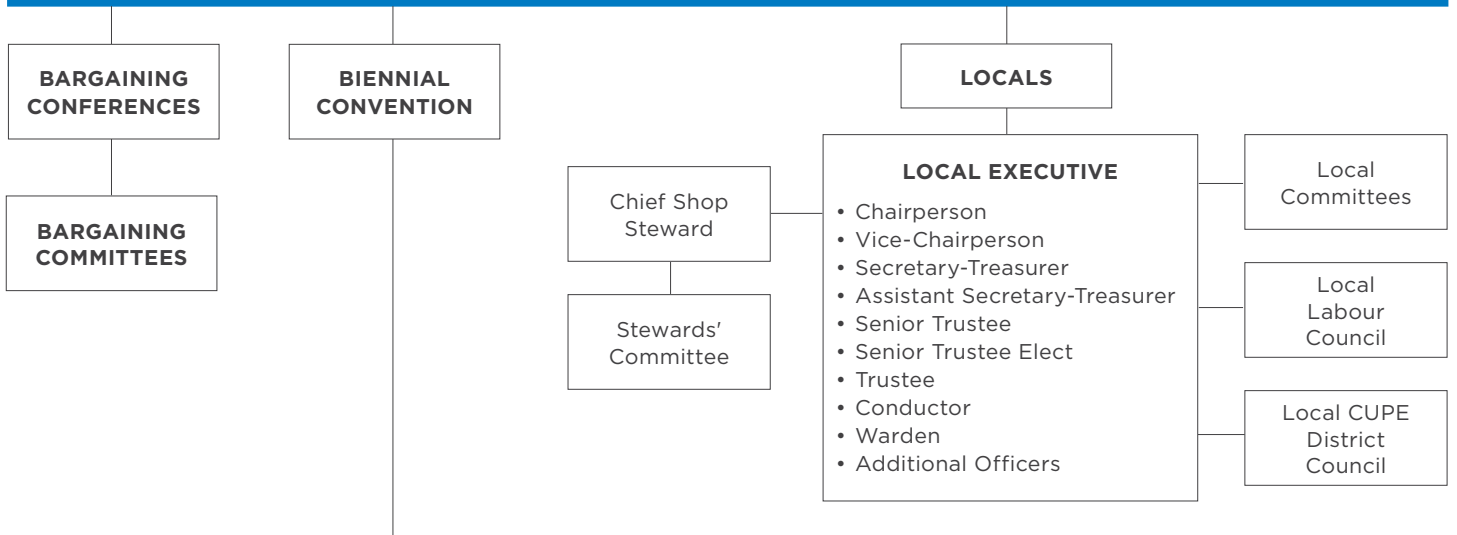 BARGAINING
CONFERENCES
BARGAINING
COMMITTEES
BIENNIAL
CONVENTION
LOCALS
Chief Shop
Steward
Stewards'
Committee
LOCAL EXECUTIVE
• Chairperson
• Vice-Chairperson
• Secretary-Treasurer
• Assistant Secretary-Treasurer
• Senior Trustee
• Senior Trustee Elect
• Trustee
• Conductor
• Warden
• Additional Officers
Local
Committees
Local
Labour
Council
Local CUPE
District
Council